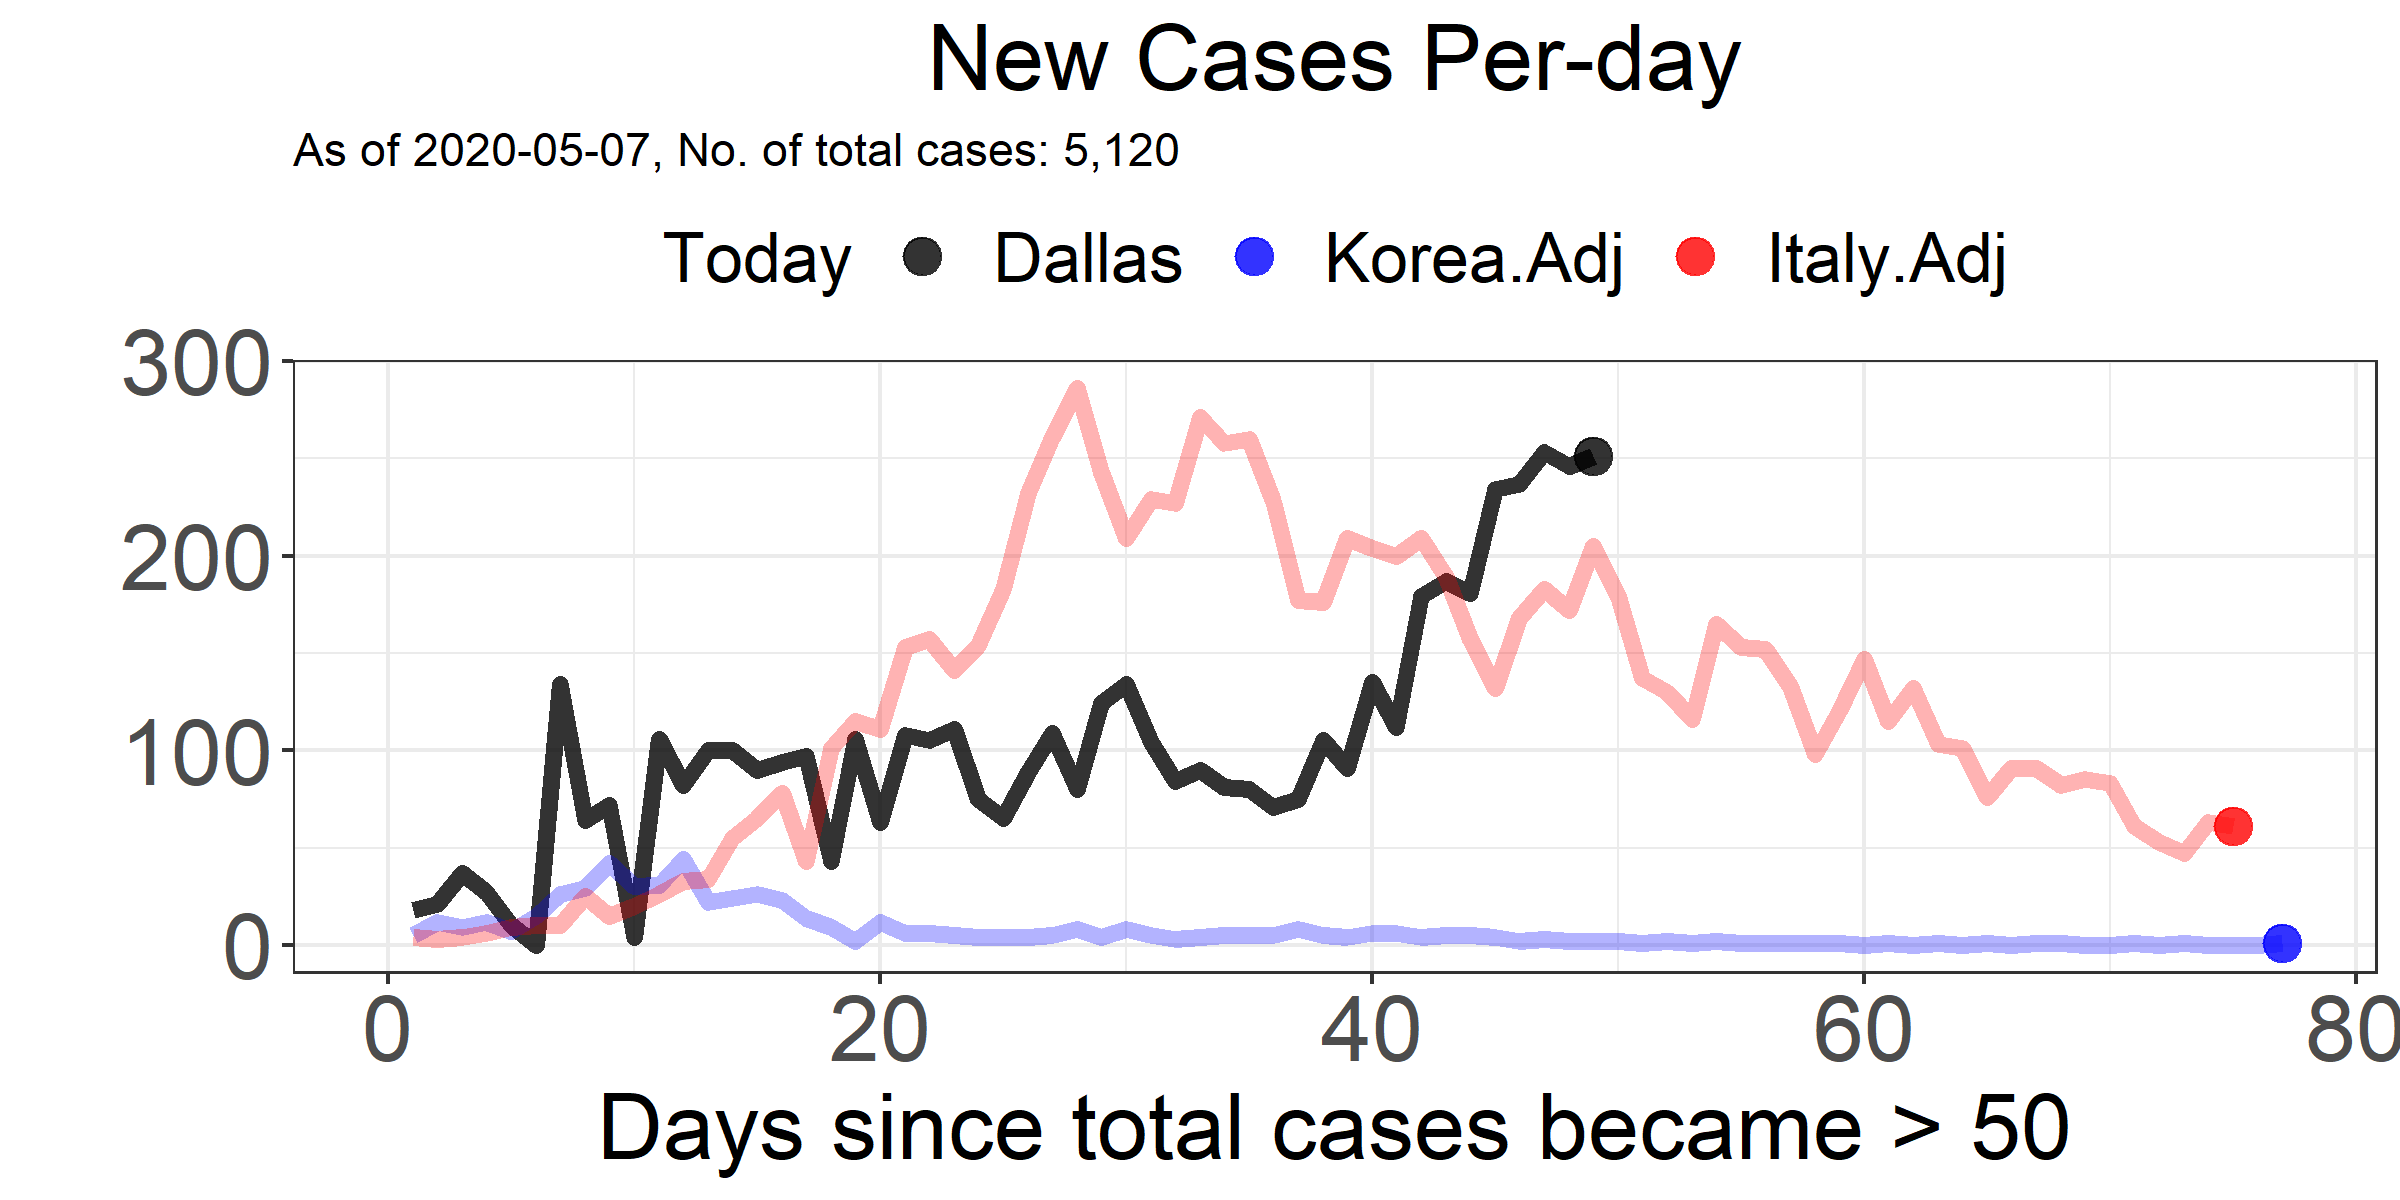 New Cases Per-day
As of 2020-05-07, No. of total cases: 5,120
Today Dallas Korea.Adj Italy.Adj
300
200
100
0
0 20 40 60 80
Days since total cases became > 50